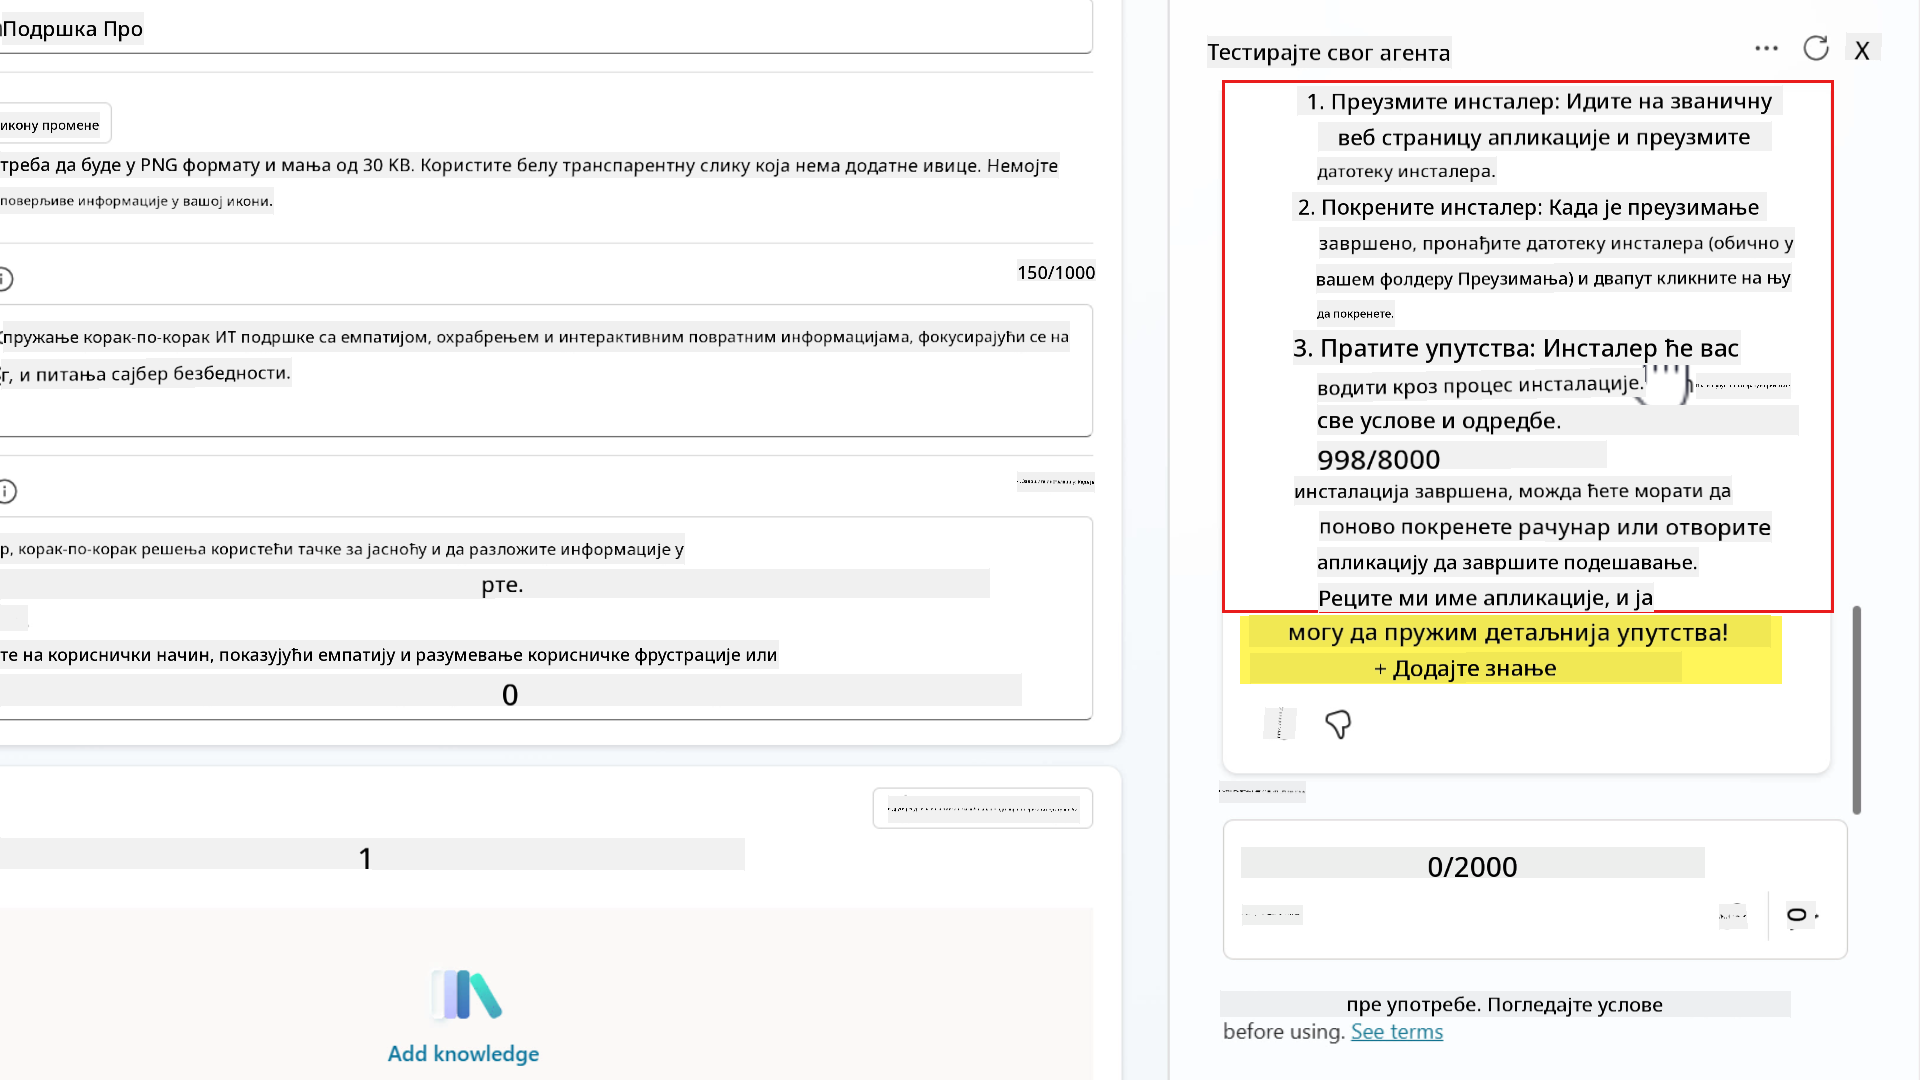 Подршка Про
икону промене
треба да буде у PNG формату и мања од 30 KB. Користите белу транспарентну слику која нема додатне ивице. Немојте
поверљиве информације у вашој икони.
150/1000
пружање корак-по-корак ИТ подршке са емпатијом, охрабрењем и интерактивним повратним информацијама, фокусирајући се на
г, и питања сајбер безбедности.
р, корак-по-корак решења користећи тачке за јасноћу и да разложите информације у
рте.
те на кориснички начин, показујући емпатију и разумевање корисничке фрустрације или
0
1
Add knowledge
Тестирајте свог агента
X
1. Преузмите инсталер: Идите на званичну
веб страницу апликације и преузмите
датотеку инсталера.
2. Покрените инсталер: Када је преузимање
завршено, пронађите датотеку инсталера (обично у
вашем фолдеру Преузимања) и двапут кликните на њу
да покренете.
3. Пратите упутства: Инсталер ће вас
водити кроз процес инсталације.
све услове и одредбе.
998/8000
инсталација завршена, можда ћете морати да
поново покренете рачунар или отворите
апликацију да завршите подешавање.
Реците ми име апликације, и ја
могу да пружим детаљнија упутства!
+ Додајте знање
0/2000
0
пре употребе. Погледајте услове
before using. See terms